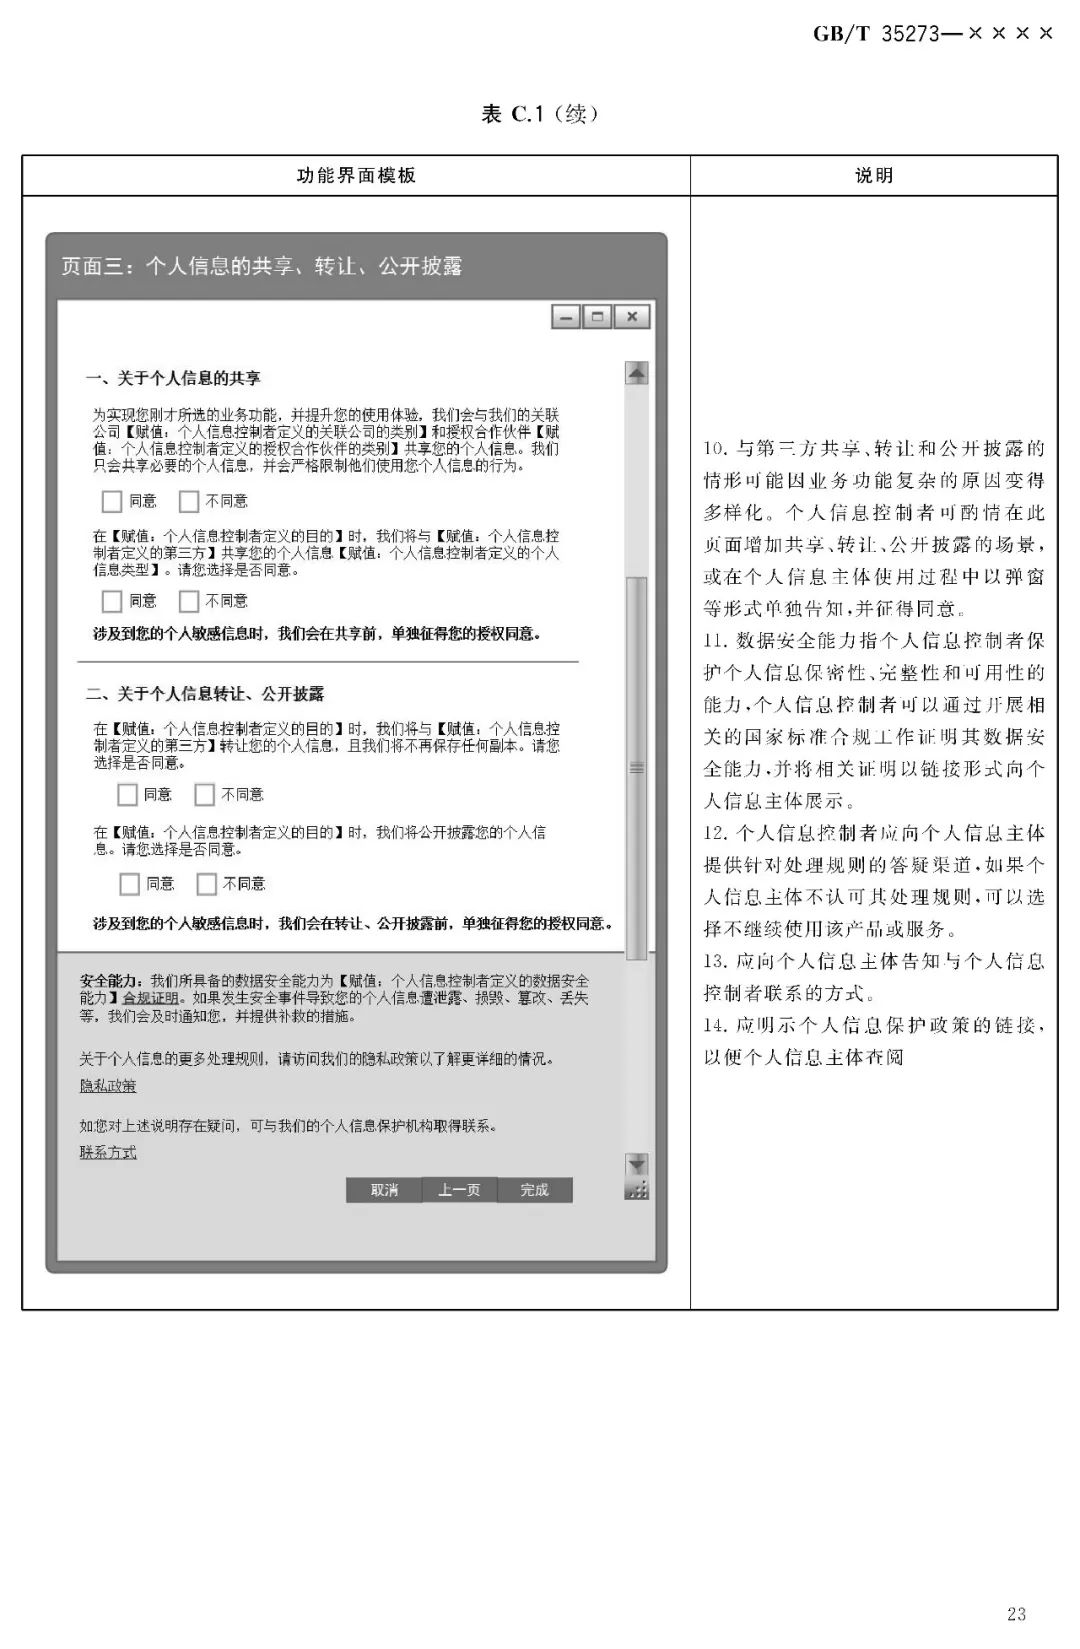 GB/T 35273—××××
表 C.1（续）
功能界面模板
说明
页面三：个人信息的共享、转让、公开披露
一、关于个人信息的共享
为实现您刚才所选的业务功能，并提升您的使用体验，我们会与我们的关联
公司【赋值：个人信息控制者定义的关联公司的类别】和授权合作伙伴【赋
值：个人信息控制者定义的授权合作伙伴的类别】共享您的个人信息。我们
只会共享必要的个人信息，并会严格限制他们使用您个人信息的行为。
同意 不同意
在【赋值：个人信息控制者定义的目的】时，我们将与【赋值：个人信息控
制者定义的第三方】共享您的个人信息【赋值：个人信息控制者定义的个人
信息类型】。请您选择是否同意。
同意 不同意
涉及到您的个人敏感信息时，我们会在共享前，单独征得您的授权同意。
二、关于个人信息转让、公开披露
在【赋值：个人信息控制者定义的目的】时，我们将与【赋值：个人信息控
制者定义的第三方】转让您的个人信息，且我们将不再保存任何副本。请您
选择是否同意。
同意 不同意
在【赋值：个人信息控制者定义的目的】时，我们将公开披露您的个人信
息。请您选择是否同意。
同意 不同意
涉及到您的个人敏感信息时，我们会在转让、公开披露前，单独征得您的授权同意。
安全能力：我们所具备的数据安全能力为【赋值：个人信息控制者定义的数据安全
能力】合规证明。如果发生安全事件导致您的个人信息遭泄露、损毁、篡改、丢失
等，我们会及时通知您，并提供补救的措施。
关于个人信息的更多处理规则，请访问我们的隐私政策以了解更详细的情况。
隐私政策
如您对上述说明存在疑问，可与我们的个人信息保护机构取得联系。
联系方式
取消 上一页 完成
10. 与第三方共享、转让和公开披露的
情形可能因业务功能复杂的原因变得
多样化。个人信息控制者可酌情在此
页面增加共享、转让、公开披露的场景，
或在个人信息主体使用过程中以弹窗
等形式单独告知，并征得同意。
11. 数据安全能力指个人信息控制者保
护个人信息保密性、完整性和可用性的
能力，个人信息控制者可以通过开展相
关的国家标准合规工作证明其数据安
全能力，并将相关证明以链接形式向个
人信息主体展示。
12. 个人信息控制者应向个人信息主体
提供针对处理规则的答疑渠道，如果个
人信息主体不认可其处理规则，可以选
择不继续使用该产品或服务。
13. 应向个人信息主体告知与个人信息
控制者联系的方式。
14. 应明示个人信息保护政策的链接，
以便个人信息主体查阅
23